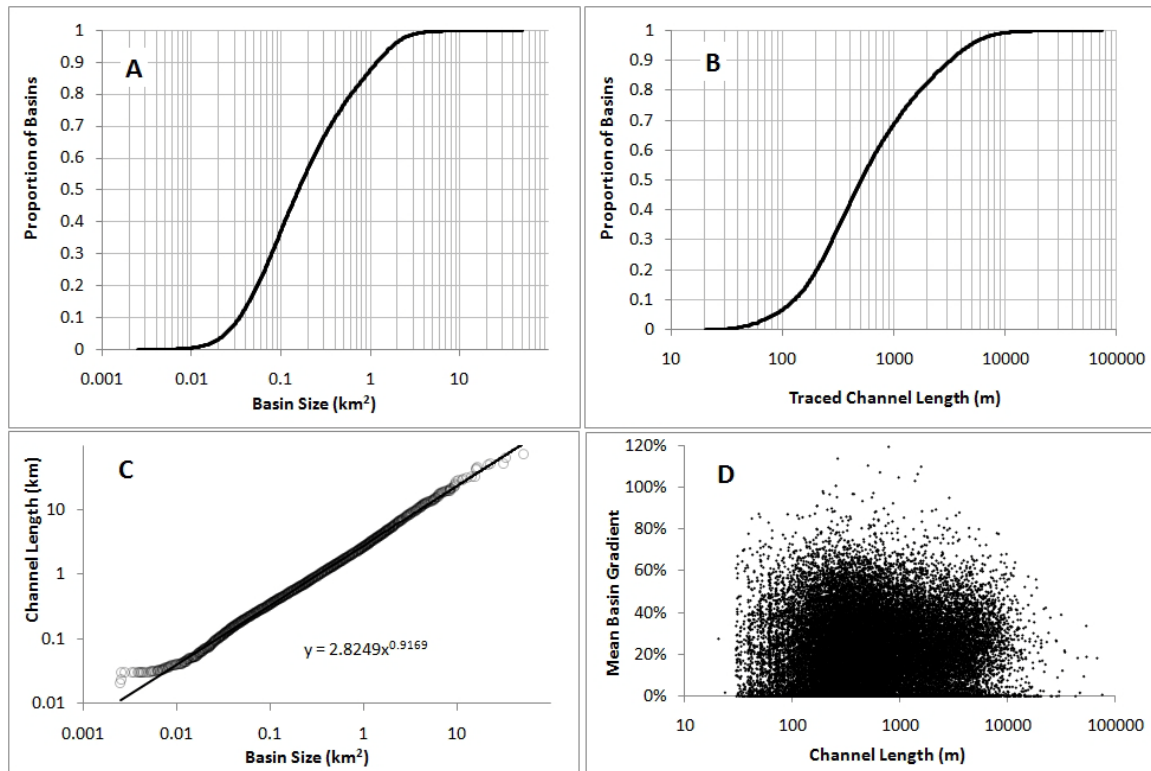 A
Proportion of Basins
1
0.9
0.8
0.7
0.6
0.5
0.4
0.3
0.2
0.1
0
0.001 0.01 0.1 1 10
Basin Size (km²)
B
Proportion of Basins
1
0.9
0.8
0.7
0.6
0.5
0.4
0.3
0.2
0.1
0
10 100 1000 10000 100000
Traced Channel Length (m)
C
Channel Length (km)
10
1
0.1
0.01
y = 2.8249x^0.9169
0.001 0.01 0.1 1 10
Basin Size (km²)
D
Mean Basin Gradient
120%
100%
80%
60%
40%
20%
0%
10 100 1000 10000 100000
Channel Length (m)